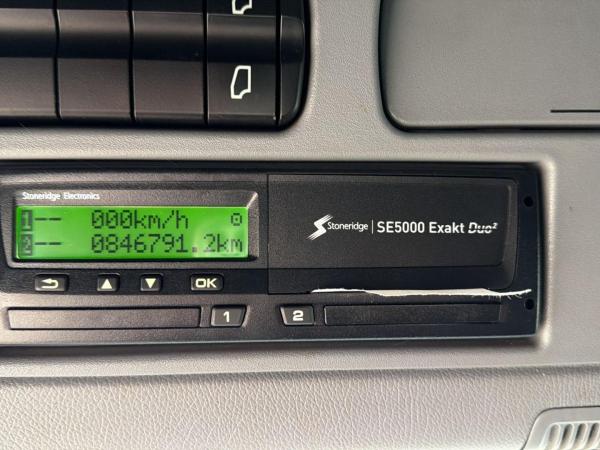 Stoneridge Electronics
1-- 000km/h
2-- 0846791.2km
Stoneridge | SE5000 Exakt Duo²
OK
1
2